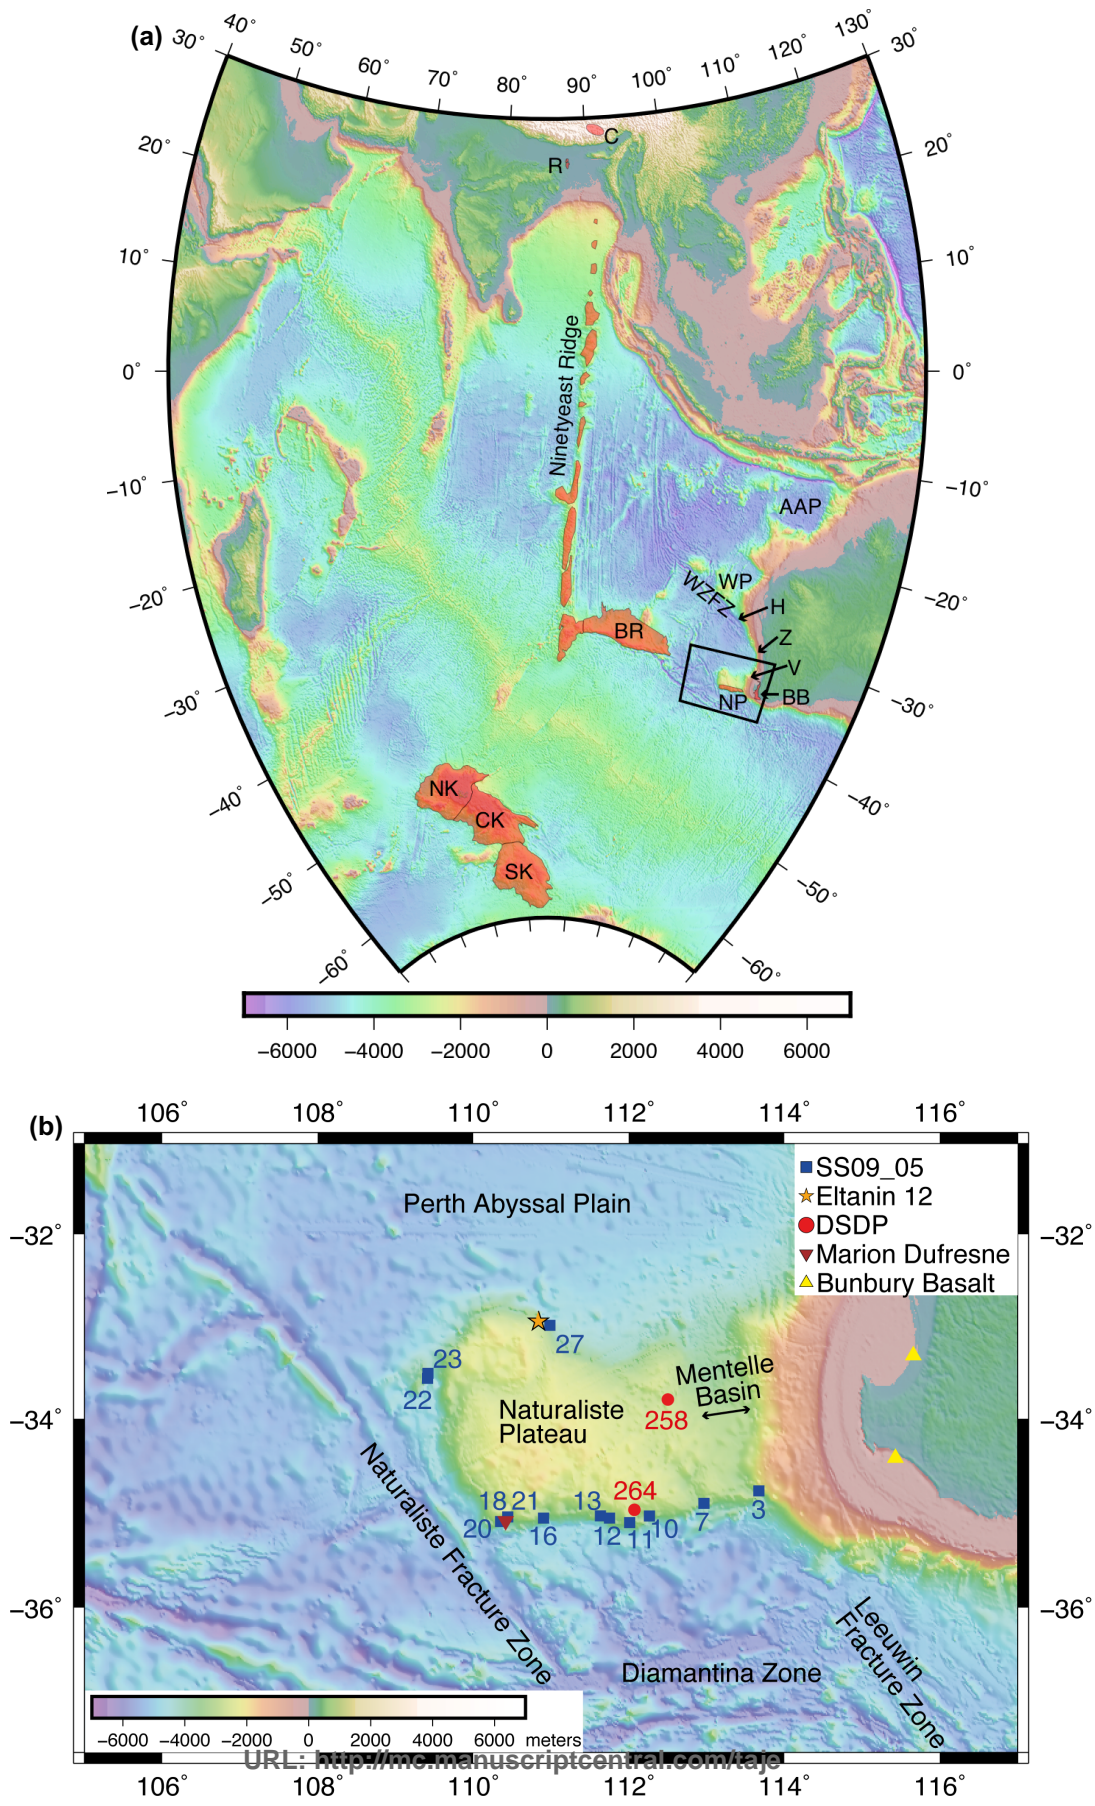 (a)
40° 50° 60° 70° 80° 90° 100° 110° 120° 130°
30° 30°
C
R
20° 20°
10° 10°
Ninetyeast Ridge
0° 0°
−10° −10°
AAP
WP
WZFZ
H
−20° −20°
BR
Z
V
NP
BB
−30° −30°
NK
CK
−40° −40°
SK
−50° −50°
−60° −60°
−6000 −4000 −2000 0 2000 4000 6000
(b)
106° 108° 110° 112° 114° 116°
SS09_05
Eltanin 12
DSDP
Marion Dufresne
Bunbury Basalt
Perth Abyssal Plain
−32° −32°
27
23
22
Mentelle
Basin
258
Naturaliste
Plateau
−34° −34°
264
18 21 13
3
20 16 12 11 10 7
Naturaliste Fracture Zone
−36° −36°
Leeuwin
Fracture Zone
Diamantina Zone
−6000 −4000 −2000 0 2000 4000 6000 meters
URL: http://mc.manuscriptcentral.com/taje
106° 108° 110° 112° 114° 116°